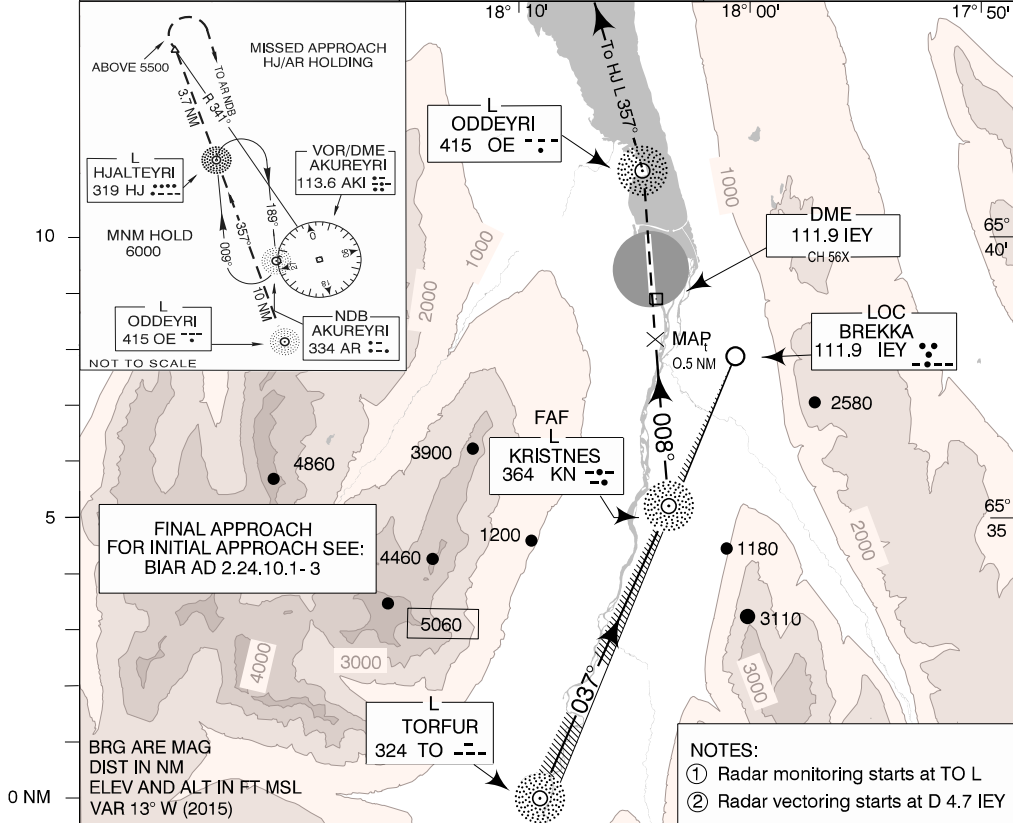 18° 10'
18° 00'
17° 50'
MISSED APPROACH
HJ/AR HOLDING
ABOVE 5500
TO AR NDB
3.7 NM
R 341°
L
HJALTEYRI
319 HJ
VOR/DME
AKUREYRI
113.6 AKI
MNM HOLD
6000
009°
357°
189°
10 NM
L
ODDEYRI
415 OE
NDB
AKUREYRI
334 AR
NOT TO SCALE
To HJ L 357°
L
ODDEYRI
415 OE
1000
1000
2000
DME
111.9 IEY
CH 56X
10
65°
40'
LOC
BREKKA
111.9 IEY
MAPt
0.5 NM
2580
008°
FAF
L
KRISTNES
364 KN
3900
4860
5
65°
35
1200
1180
2000
FINAL APPROACH
FOR INITIAL APPROACH SEE:
BIAR AD 2.24.10.1-3
4460
5060
3110
4000
3000
3000
037°
L
TORFUR
324 TO
BRG ARE MAG
DIST IN NM
ELEV AND ALT IN FT MSL
VAR 13° W (2015)
0 NM
NOTES:
1 Radar monitoring starts at TO L
2 Radar vectoring starts at D 4.7 IEY